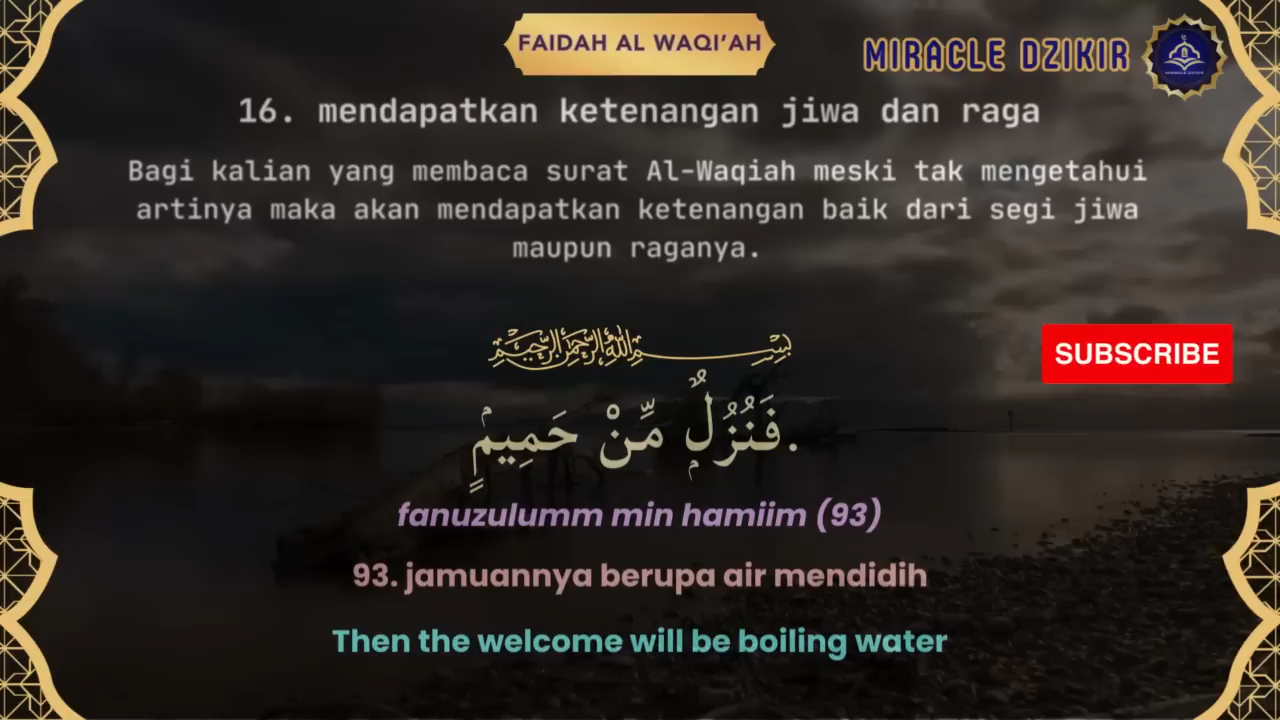 FAIDAH AL WAQI’AH
MIRACLE DZIKIR
16. mendapatkan ketenangan jiwa dan raga
Bagi kalian yang membaca surat Al-Waqiah meski tak mengetahui
artinya maka akan mendapatkan ketenangan baik dari segi jiwa
maupun raganya.
SUBSCRIBE
بِسْمِ اللَّهِ الرَّحْمَٰنِ الرَّحِيمِ
.فَنُزُلٌۭ مِّنْ حَمِيمٍۢ
fanuzulumm min hamiim (93)
93. jamuannya berupa air mendidih
Then the welcome will be boiling water